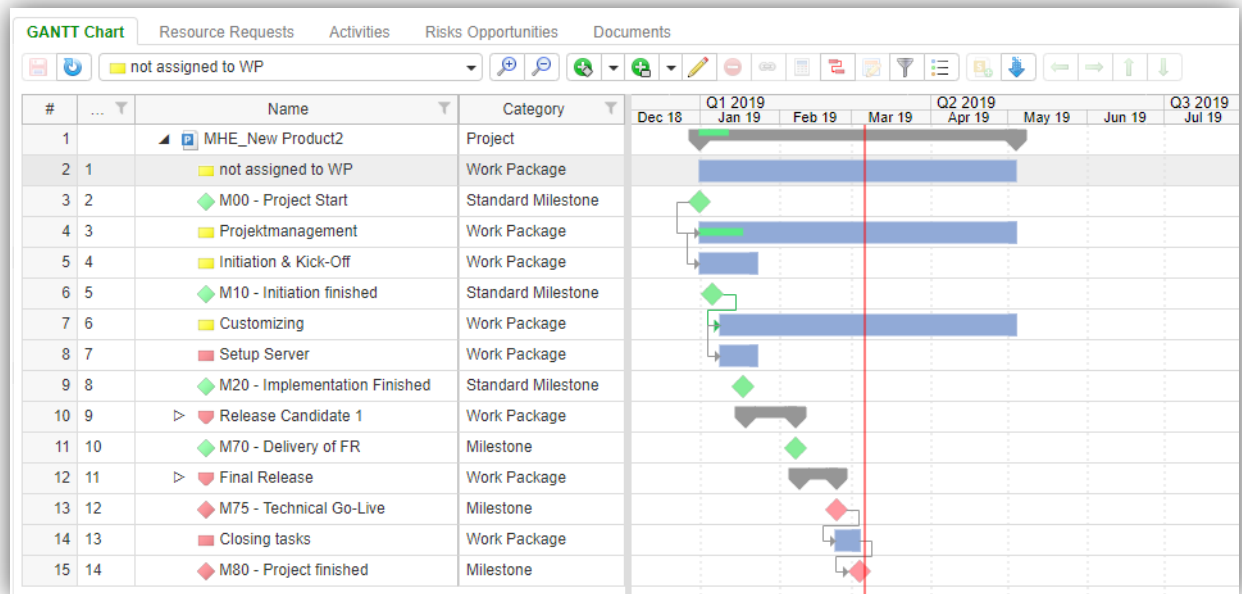 GANTT Chart Resource Requests Activities Risks Opportunities Documents
not assigned to WP
# ... Name Category
Q1 2019 Q2 2019 Q3 2019
Dec 18 Jan 19 Feb 19 Mar 19 Apr 19 May 19 Jun 19 Jul 19
1 P MHE_New Product2 Project
2 1 not assigned to WP Work Package
3 2 M00 - Project Start Standard Milestone
4 3 Projektmanagement Work Package
5 4 Initiation & Kick-Off Work Package
6 5 M10 - Initiation finished Standard Milestone
7 6 Customizing Work Package
8 7 Setup Server Work Package
9 8 M20 - Implementation Finished Standard Milestone
10 9 Release Candidate 1 Work Package
11 10 M70 - Delivery of FR Milestone
12 11 Final Release Work Package
13 12 M75 - Technical Go-Live Milestone
14 13 Closing tasks Work Package
15 14 M80 - Project finished Milestone